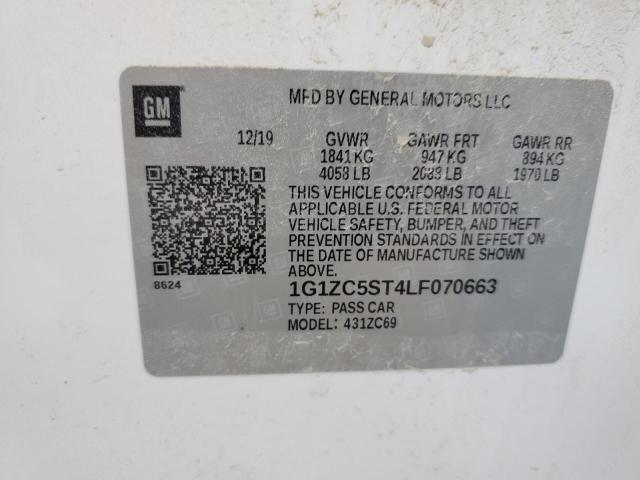 GM
MFD BY GENERAL MOTORS LLC
12/19 GVWR GAWR FRT GAWR RR
1841 KG 947 KG 894 KG
4058 LB 2088 LB 1970 LB
THIS VEHICLE CONFORMS TO ALL
APPLICABLE U.S. FEDERAL MOTOR
VEHICLE SAFETY, BUMPER, AND THEFT
PREVENTION STANDARDS IN EFFECT ON
THE DATE OF MANUFACTURE SHOWN
ABOVE.
8624
1G1ZC5ST4LF070663
TYPE: PASS CAR
MODEL: 431ZC69